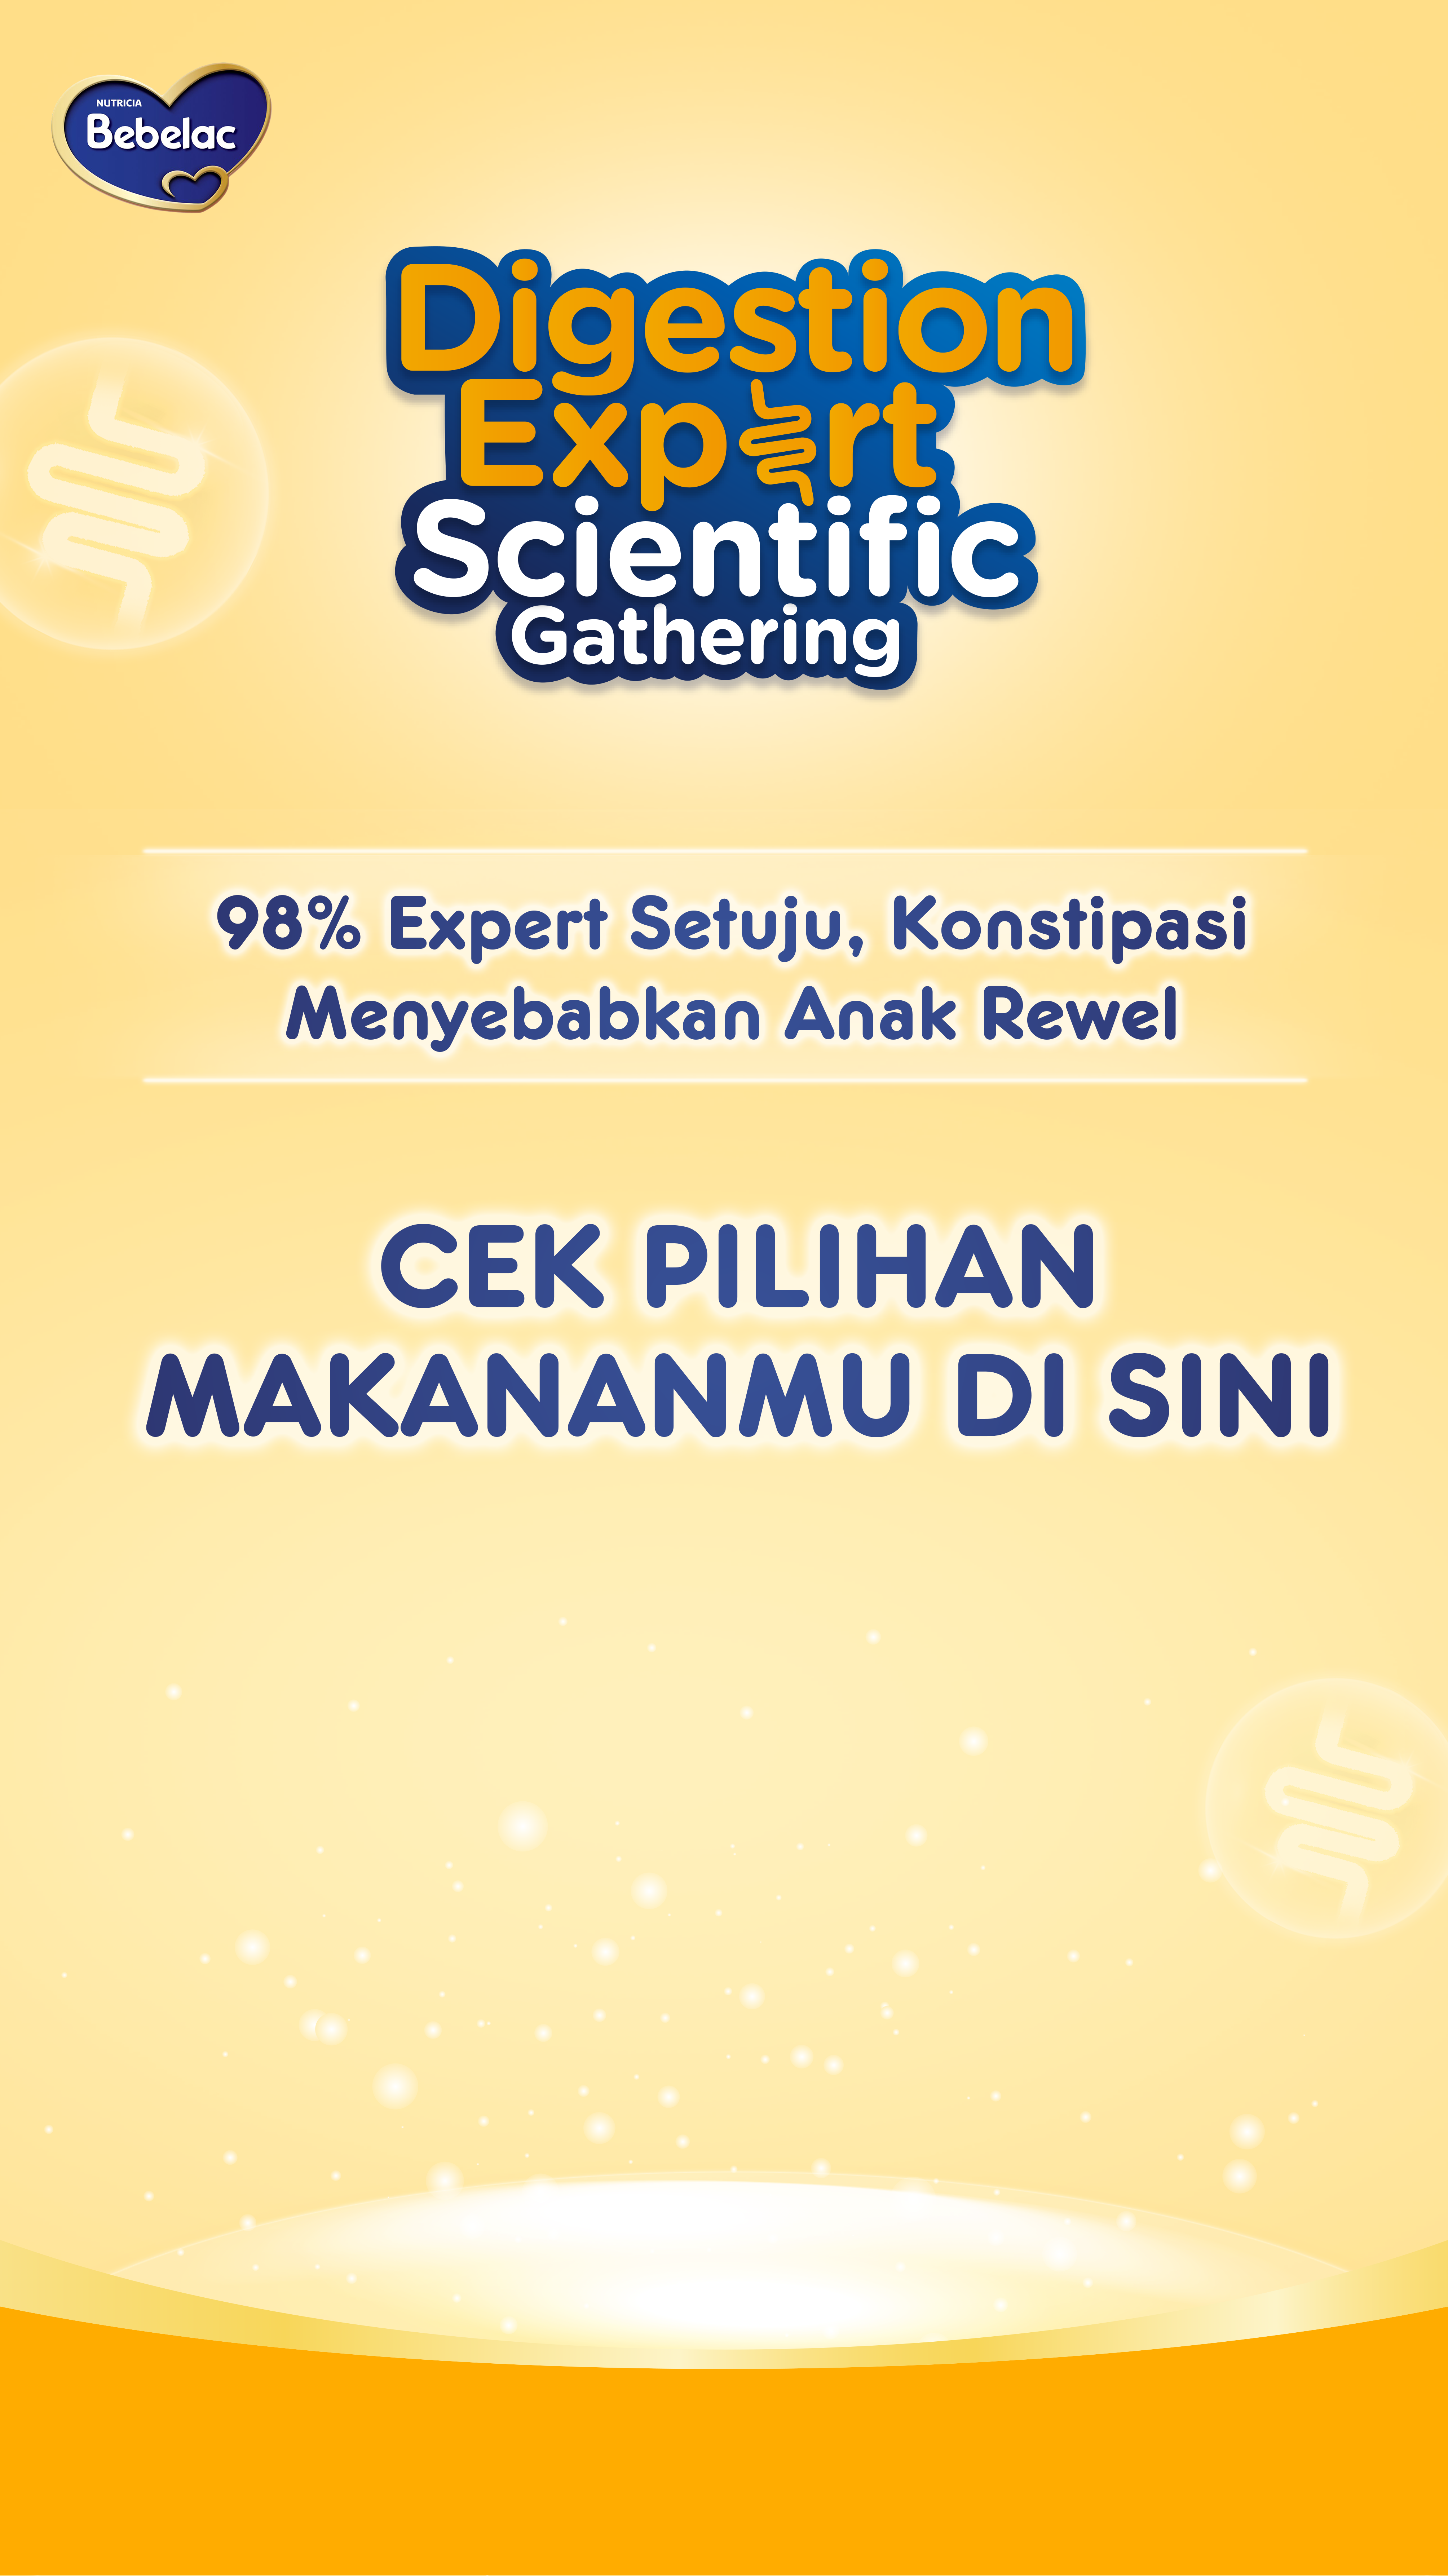 NUTRICIA
Bebelac
Digestion
Expert
Scientific
Gathering
98% Expert Setuju, Konstipasi
Menyebabkan Anak Rewel
CEK PILIHAN
MAKANANMU DI SINI